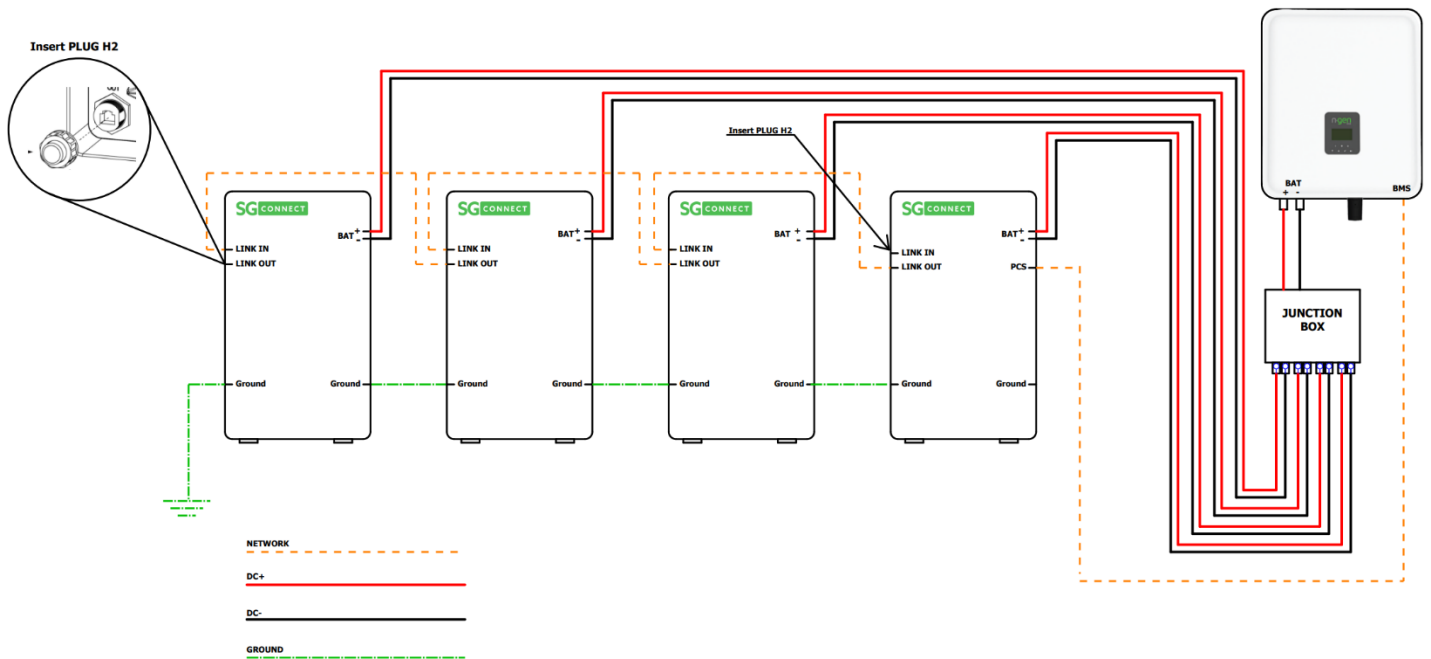 Insert PLUG H2
OUT
Insert PLUG H2
n-gen
BAT
+ -
BMS
SG CONNECT
BAT + -
LINK IN
LINK OUT
Ground
Ground
SG CONNECT
BAT + -
LINK IN
LINK OUT
Ground
Ground
SG CONNECT
BAT + -
LINK IN
LINK OUT
Ground
Ground
SG CONNECT
BAT + -
LINK IN
LINK OUT
PCS
Ground
Ground
JUNCTION
BOX
NETWORK
DC+
DC-
GROUND